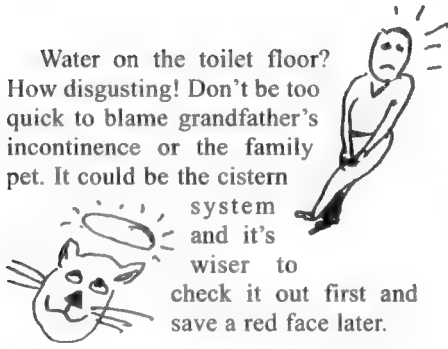 Water on the toilet floor?
How disgusting! Don't be too
quick to blame grandfather's
incontinence or the family
pet. It could be the cistern
system
and it's
wiser to
check it out first and
save a red face later.